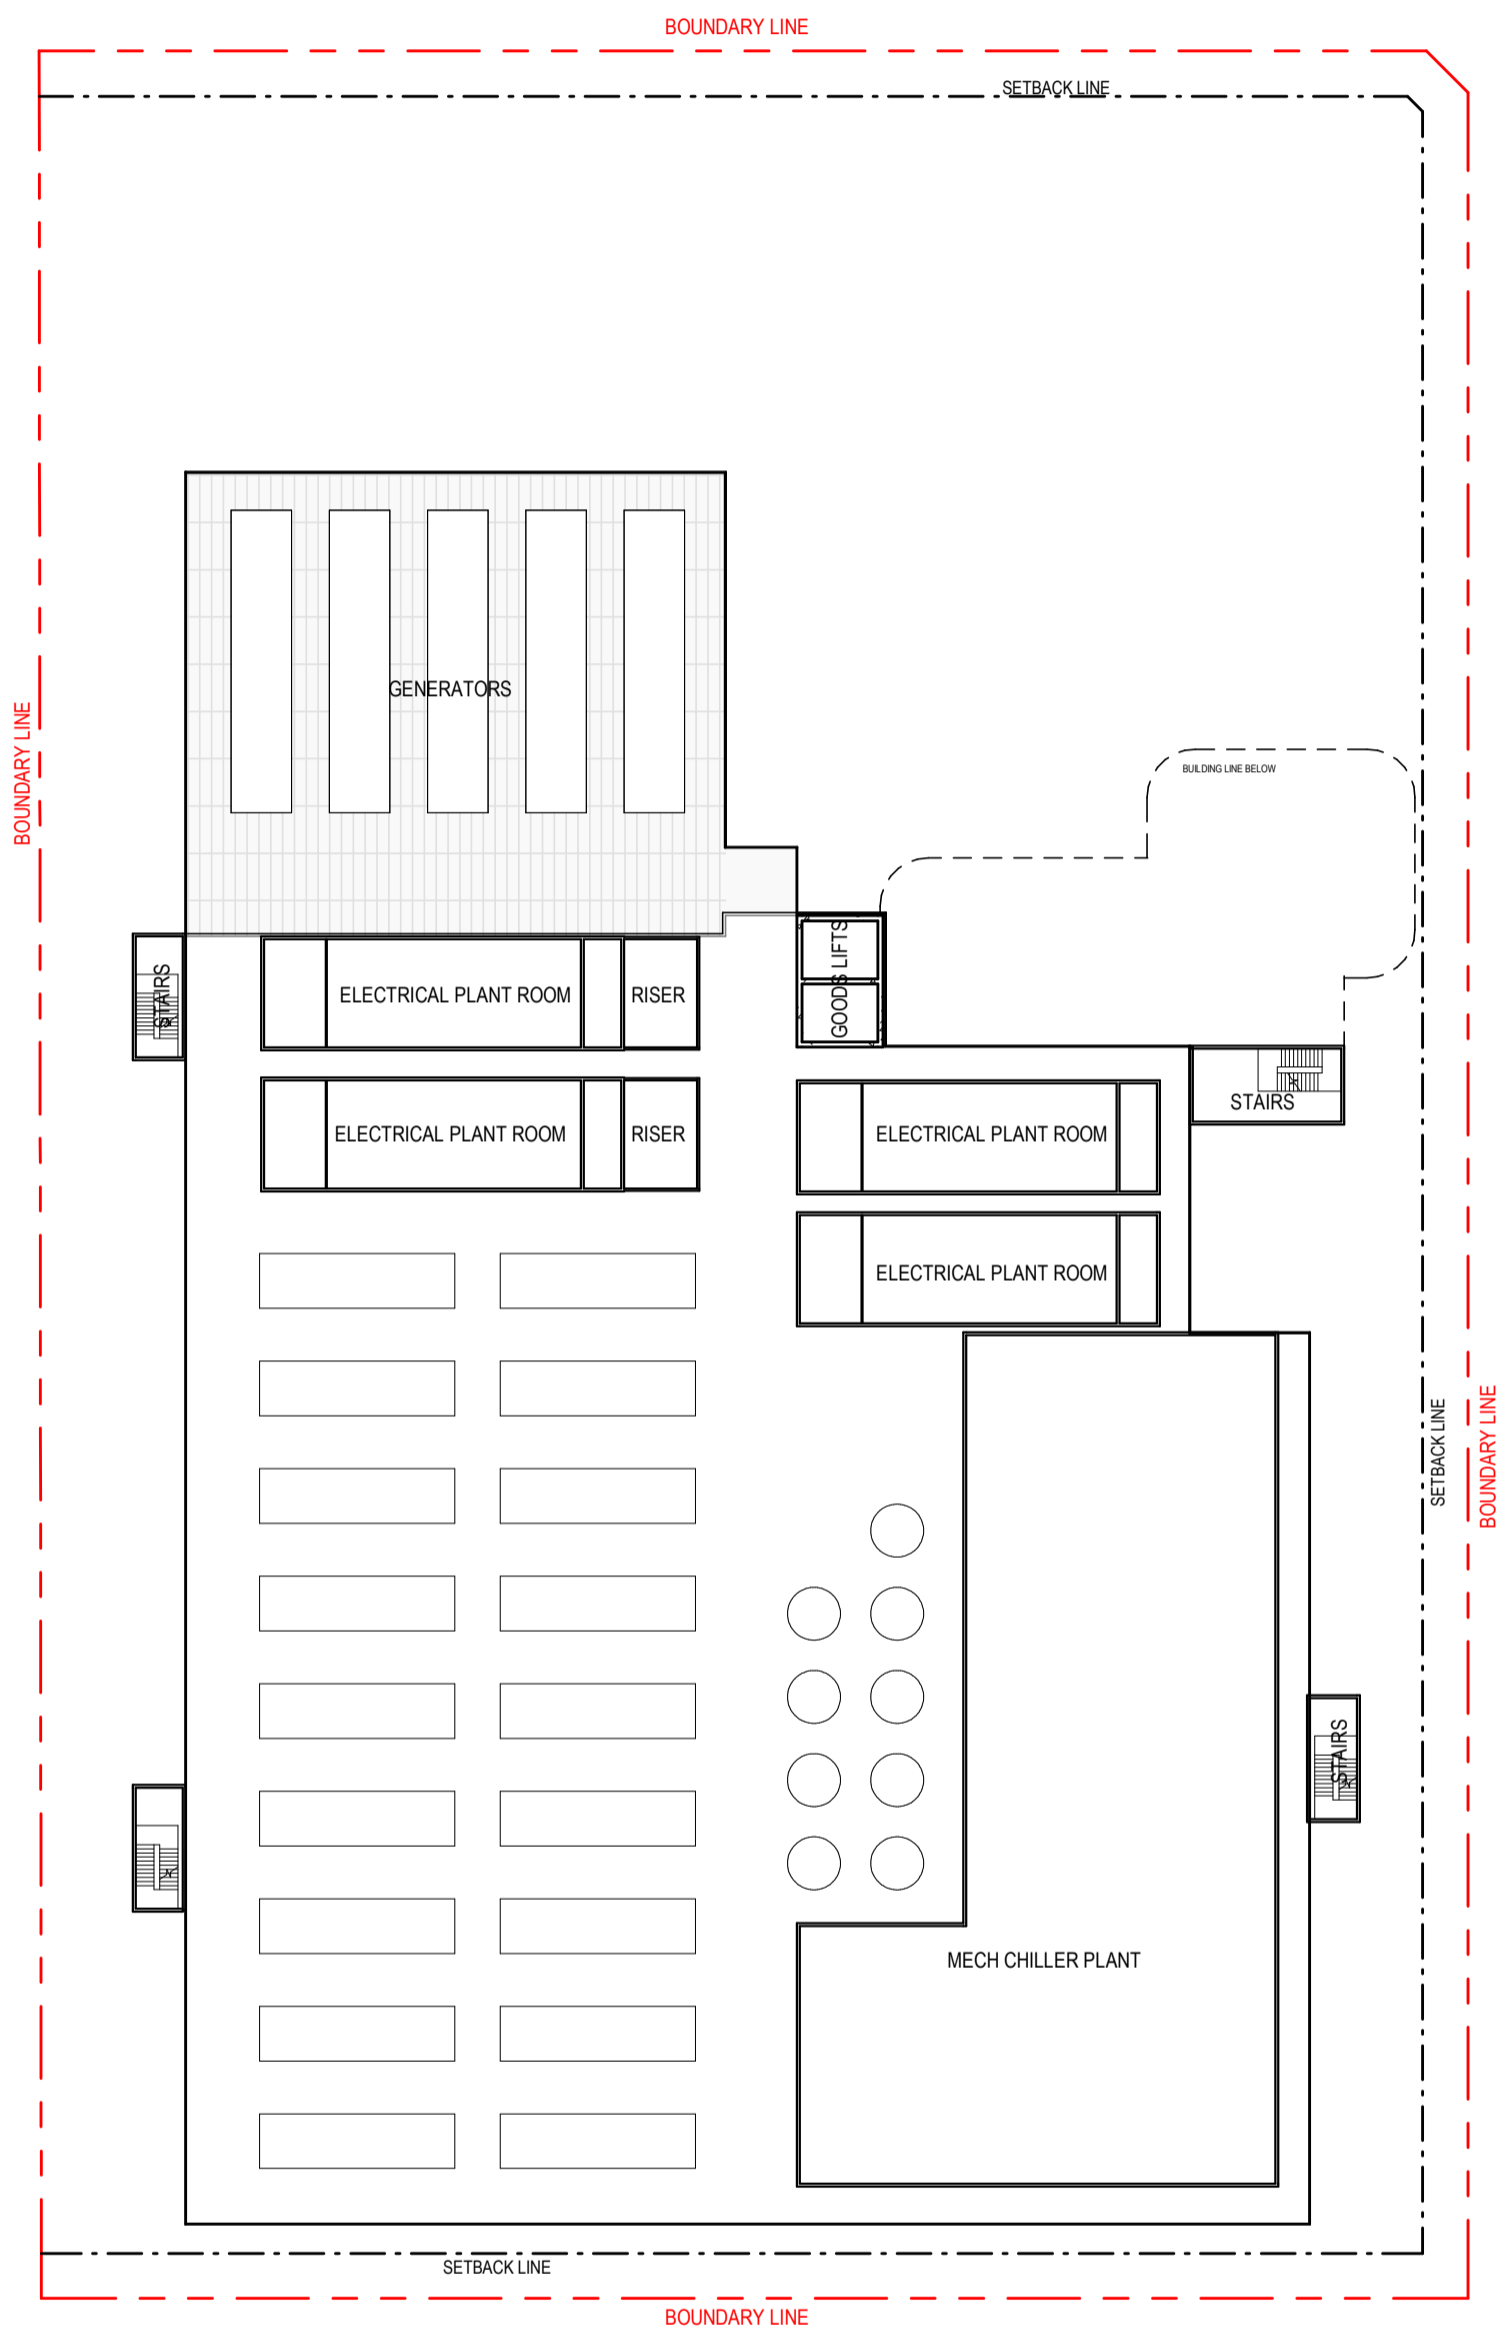 BOUNDARY LINE
SETBACK LINE
GENERATORS
BOUNDARY LINE
BUILDING LINE BELOW
STAIRS
ELECTRICAL PLANT ROOM
RISER
GOODS LIFTS
STAIRS
ELECTRICAL PLANT ROOM
RISER
ELECTRICAL PLANT ROOM
ELECTRICAL PLANT ROOM
SETBACK LINE
BOUNDARY LINE
STAIRS
MECH CHILLER PLANT
SETBACK LINE
BOUNDARY LINE